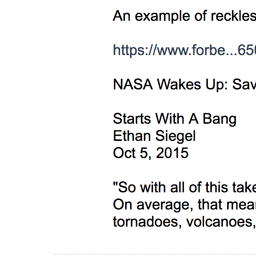 An example of reckles
https://www.forbe...65
NASA Wakes Up: Sav
Starts With A Bang
Ethan Siegel
Oct 5, 2015
"So with all of this take
On average, that mea
tornadoes, volcanoes,